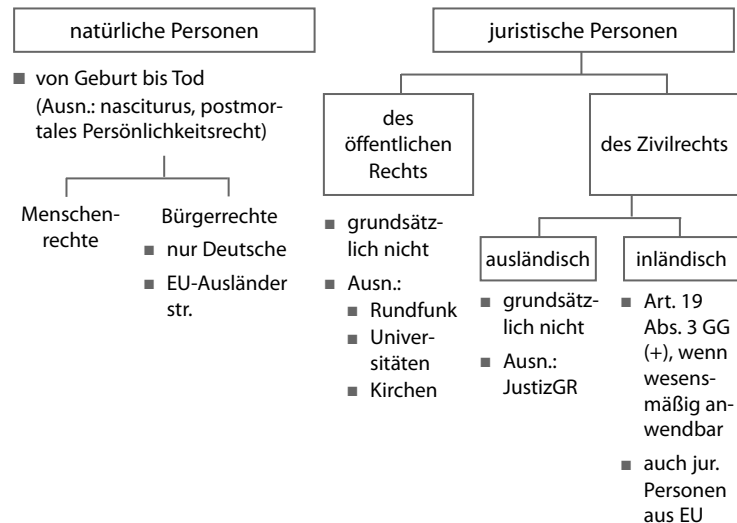 natürliche Personen
■ von Geburt bis Tod
(Ausn.: nasciturus, postmor-
tales Persönlichkeitsrecht)
Menschen-
rechte
Bürgerrechte
■ nur Deutsche
■ EU-Ausländer
str.
juristische Personen
des
öffentlichen
Rechts
■ grundsätz-
lich nicht
■ Ausn.:
■ Rundfunk
■ Univer-
sitäten
■ Kirchen
des Zivilrechts
ausländisch
■ grundsätz-
lich nicht
■ Ausn.:
JustizGR
inländisch
■ Art. 19
Abs. 3 GG
(+), wenn
wesens-
mäßig an-
wendbar
■ auch jur.
Personen
aus EU